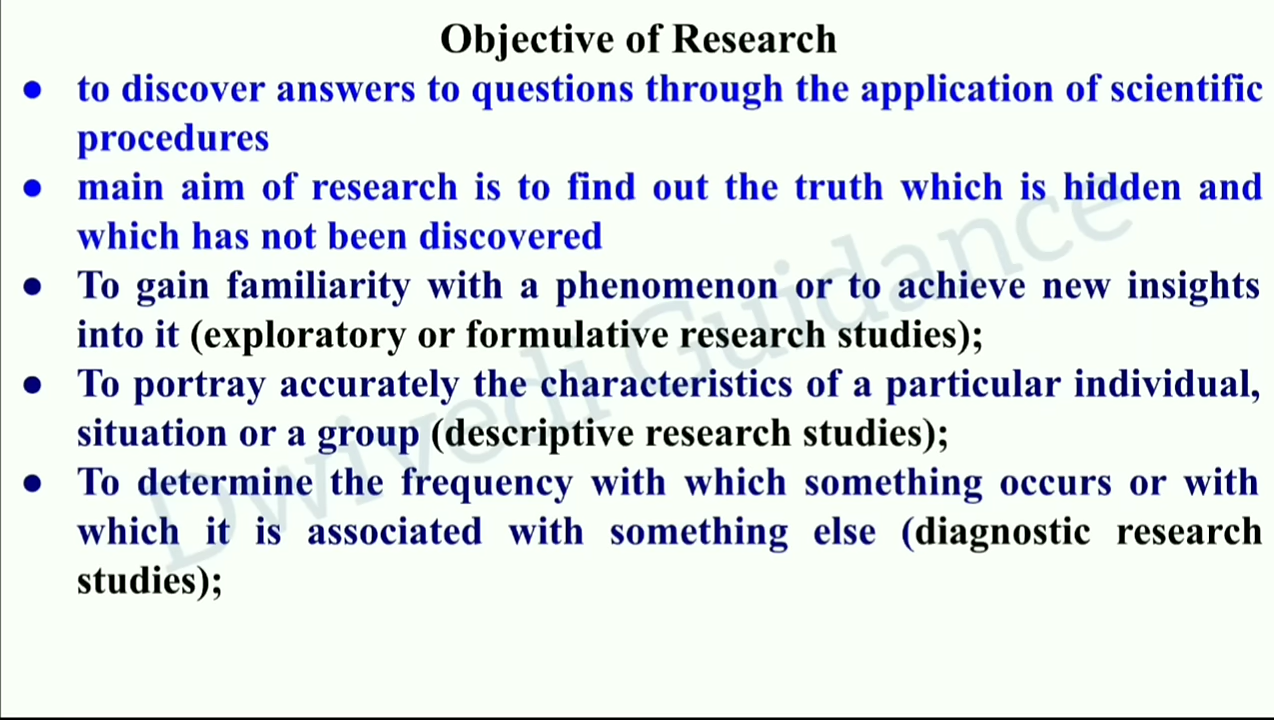 Objective of Research
● to discover answers to questions through the application of scientific
procedures
● main aim of research is to find out the truth which is hidden and
which has not been discovered
● To gain familiarity with a phenomenon or to achieve new insights
into it (exploratory or formulative research studies);
● To portray accurately the characteristics of a particular individual,
situation or a group (descriptive research studies);
● To determine the frequency with which something occurs or with
which it is associated with something else (diagnostic research
studies);
Dwivedi Guidance